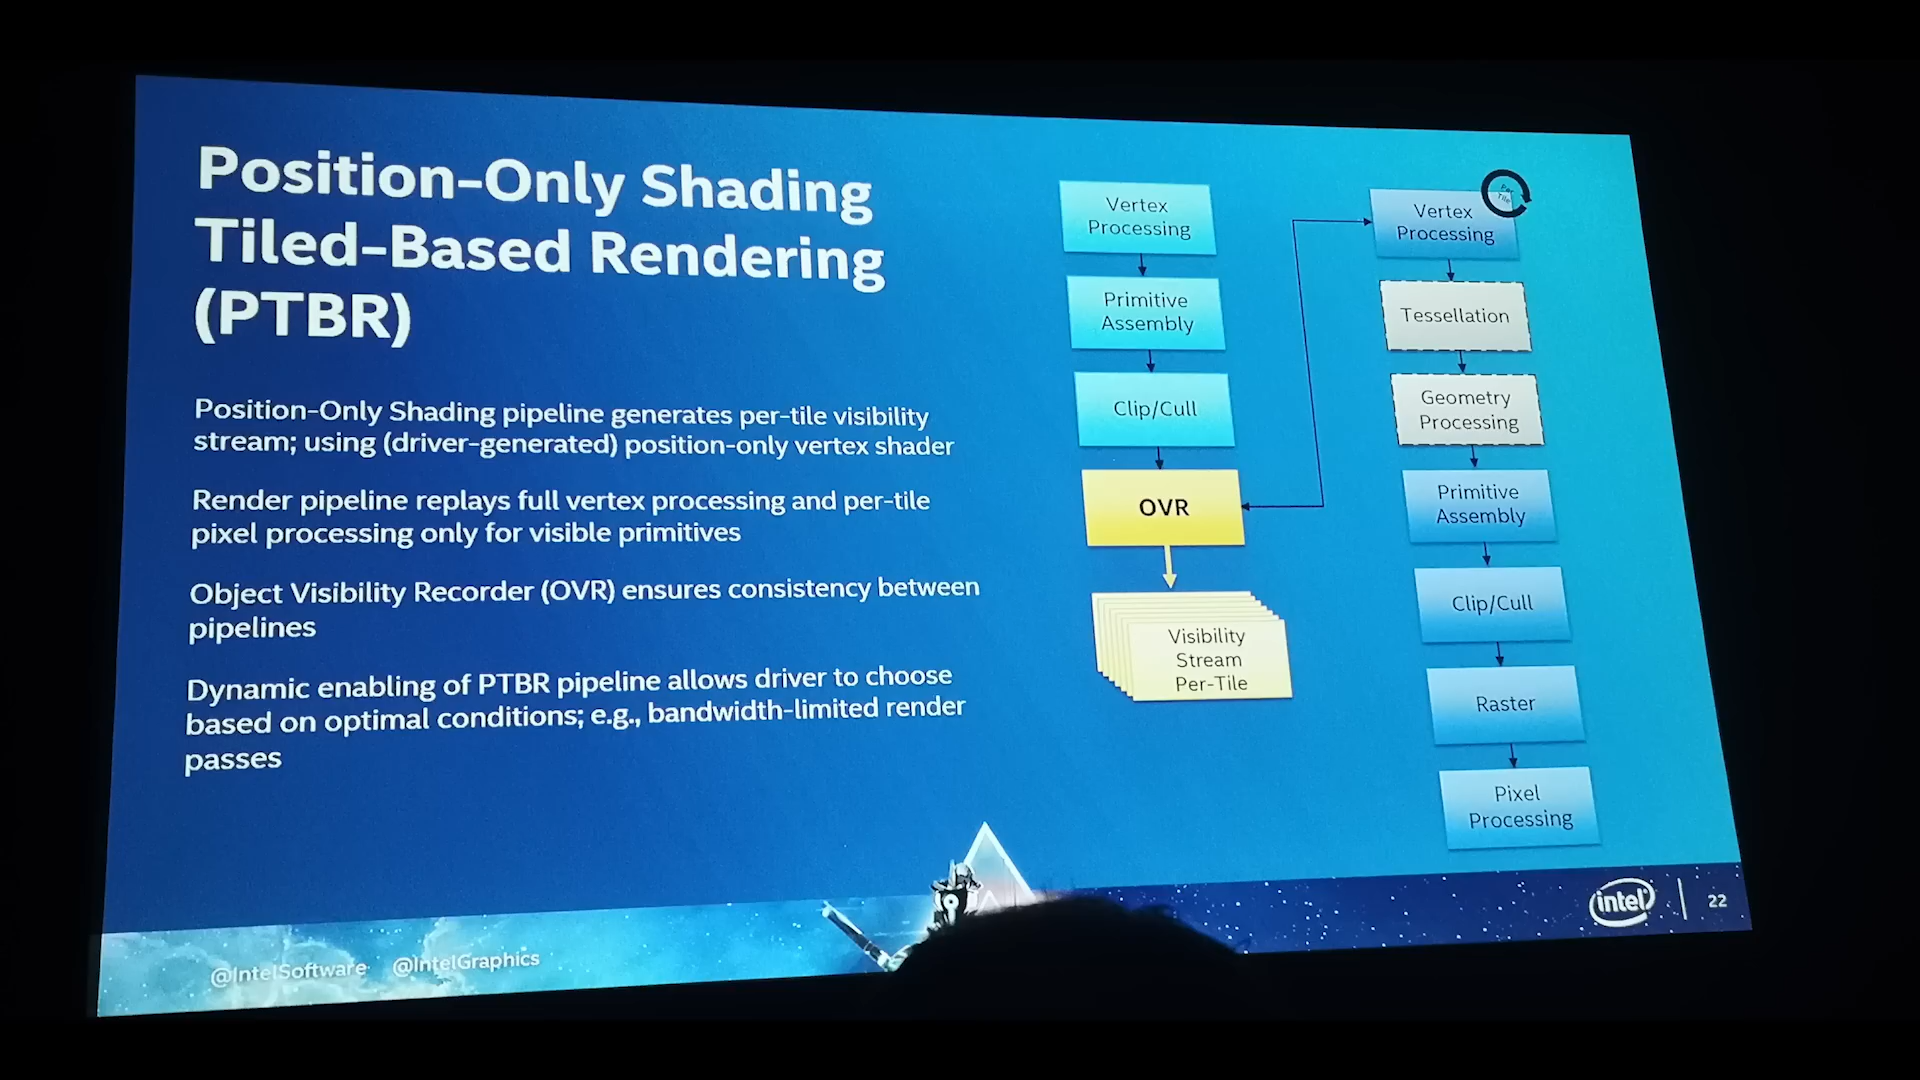 Position-Only Shading
Tiled-Based Rendering
(PTBR)
Position-Only Shading pipeline generates per-tile visibility
stream; using (driver-generated) position-only vertex shader
Render pipeline replays full vertex processing and per-tile
pixel processing only for visible primitives
Object Visibility Recorder (OVR) ensures consistency between
pipelines
Dynamic enabling of PTBR pipeline allows driver to choose
based on optimal conditions; e.g., bandwidth-limited render
passes
Vertex
Processing
Primitive
Assembly
Clip/Cull
OVR
Visibility
Stream
Per-Tile
Per
Tile
Vertex
Processing
Tessellation
Geometry
Processing
Primitive
Assembly
Clip/Cull
Raster
Pixel
Processing
@IntelSoftware @IntelGraphics
intel
22